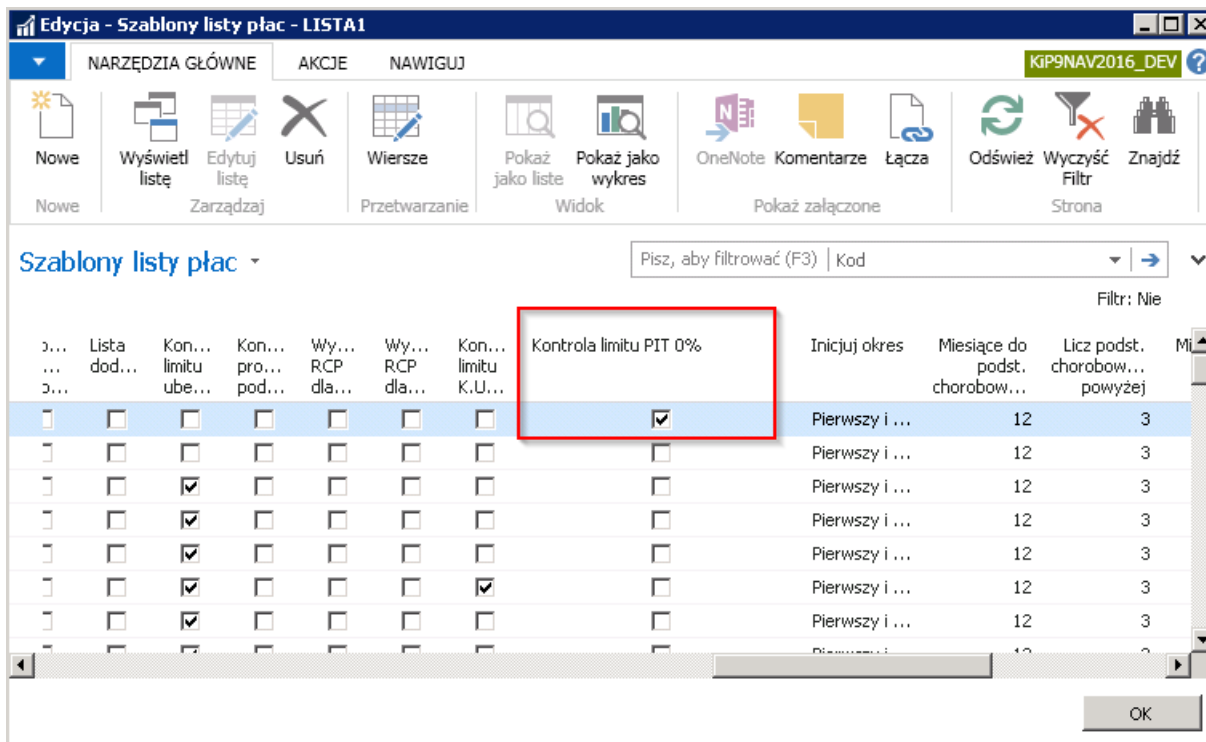 Edycja - Szablony listy płac - LISTA1
NARZĘDZIA GŁÓWNE AKCJE NAWIGUJ KiP9NAV2016_DEV ?
Nowe Wyświetl listę Edytuj listę Usuń Wiersze Pokaż jako liste Pokaż jako wykres OneNote Komentarze Łącza Odśwież Wyczyść Filtr Znajdź
Nowe Zarządzaj Przetwarzanie Widok Pokaż załączone Strona
Szablony listy płac Pisz, aby filtrować (F3) Kod
Filtr: Nie
Lista Kon... Kon... Wy... Wy... Kon... Kontrola limitu PIT 0% Inicjuj okres Miesiące do Licz podst. Mi
... dod... limitu pro... RCP RCP limitu podst. chorobow...
ube... pod... dla... dla... K.U... chorobow... powyżej
Pierwszy i ... 12 3
Pierwszy i ... 12 3
Pierwszy i ... 12 3
Pierwszy i ... 12 3
Pierwszy i ... 12 3
Pierwszy i ... 12 3
Pierwszy i ... 12 3
OK